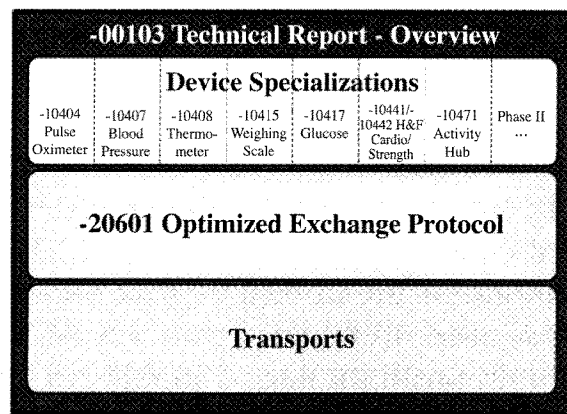 -00103 Technical Report - Overview
Device Specializations
-10404
Pulse
Oximeter
-10407
Blood
Pressure
-10408
Thermo-
meter
-10415
Weighing
Scale
-10417
Glucose
-10441/-
10442 H&F
Cardio/
Strength
-10471
Activity
Hub
Phase II
...
-20601 Optimized Exchange Protocol
Transports